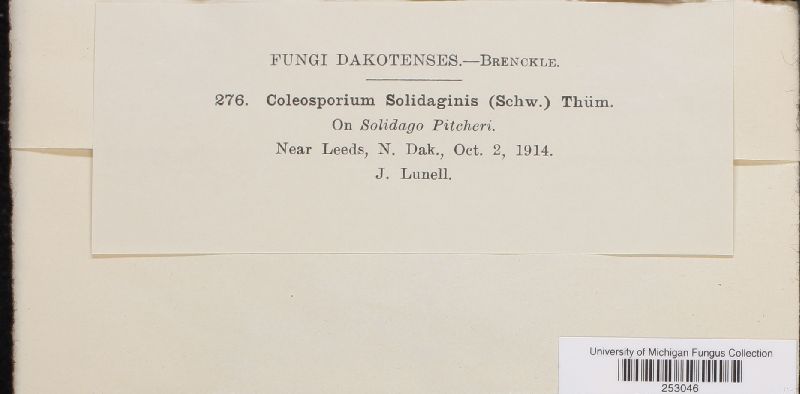 FUNGI DAKOTENSES.—BRENCKLE.
276. Coleosporium Solidaginis (Schw.) Thüm.
On Solidago Pitcheri.
Near Leeds, N. Dak., Oct. 2, 1914.
J. Lunell.
University of Michigan Fungus Collection
253046